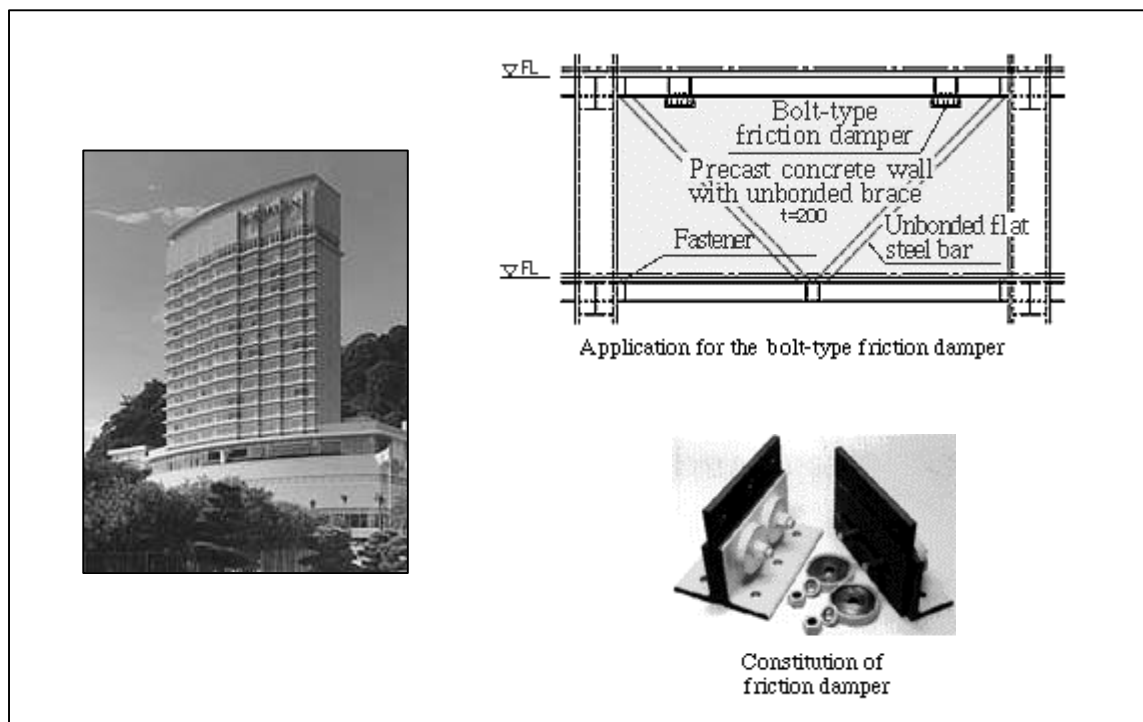 FL
Bolt-type
friction damper
Precast concrete wall
with unbonded brace
t=200
Unbonded flat
steel bar
Fastener
FL
Application for the bolt-type friction damper
Constitution of
friction damper